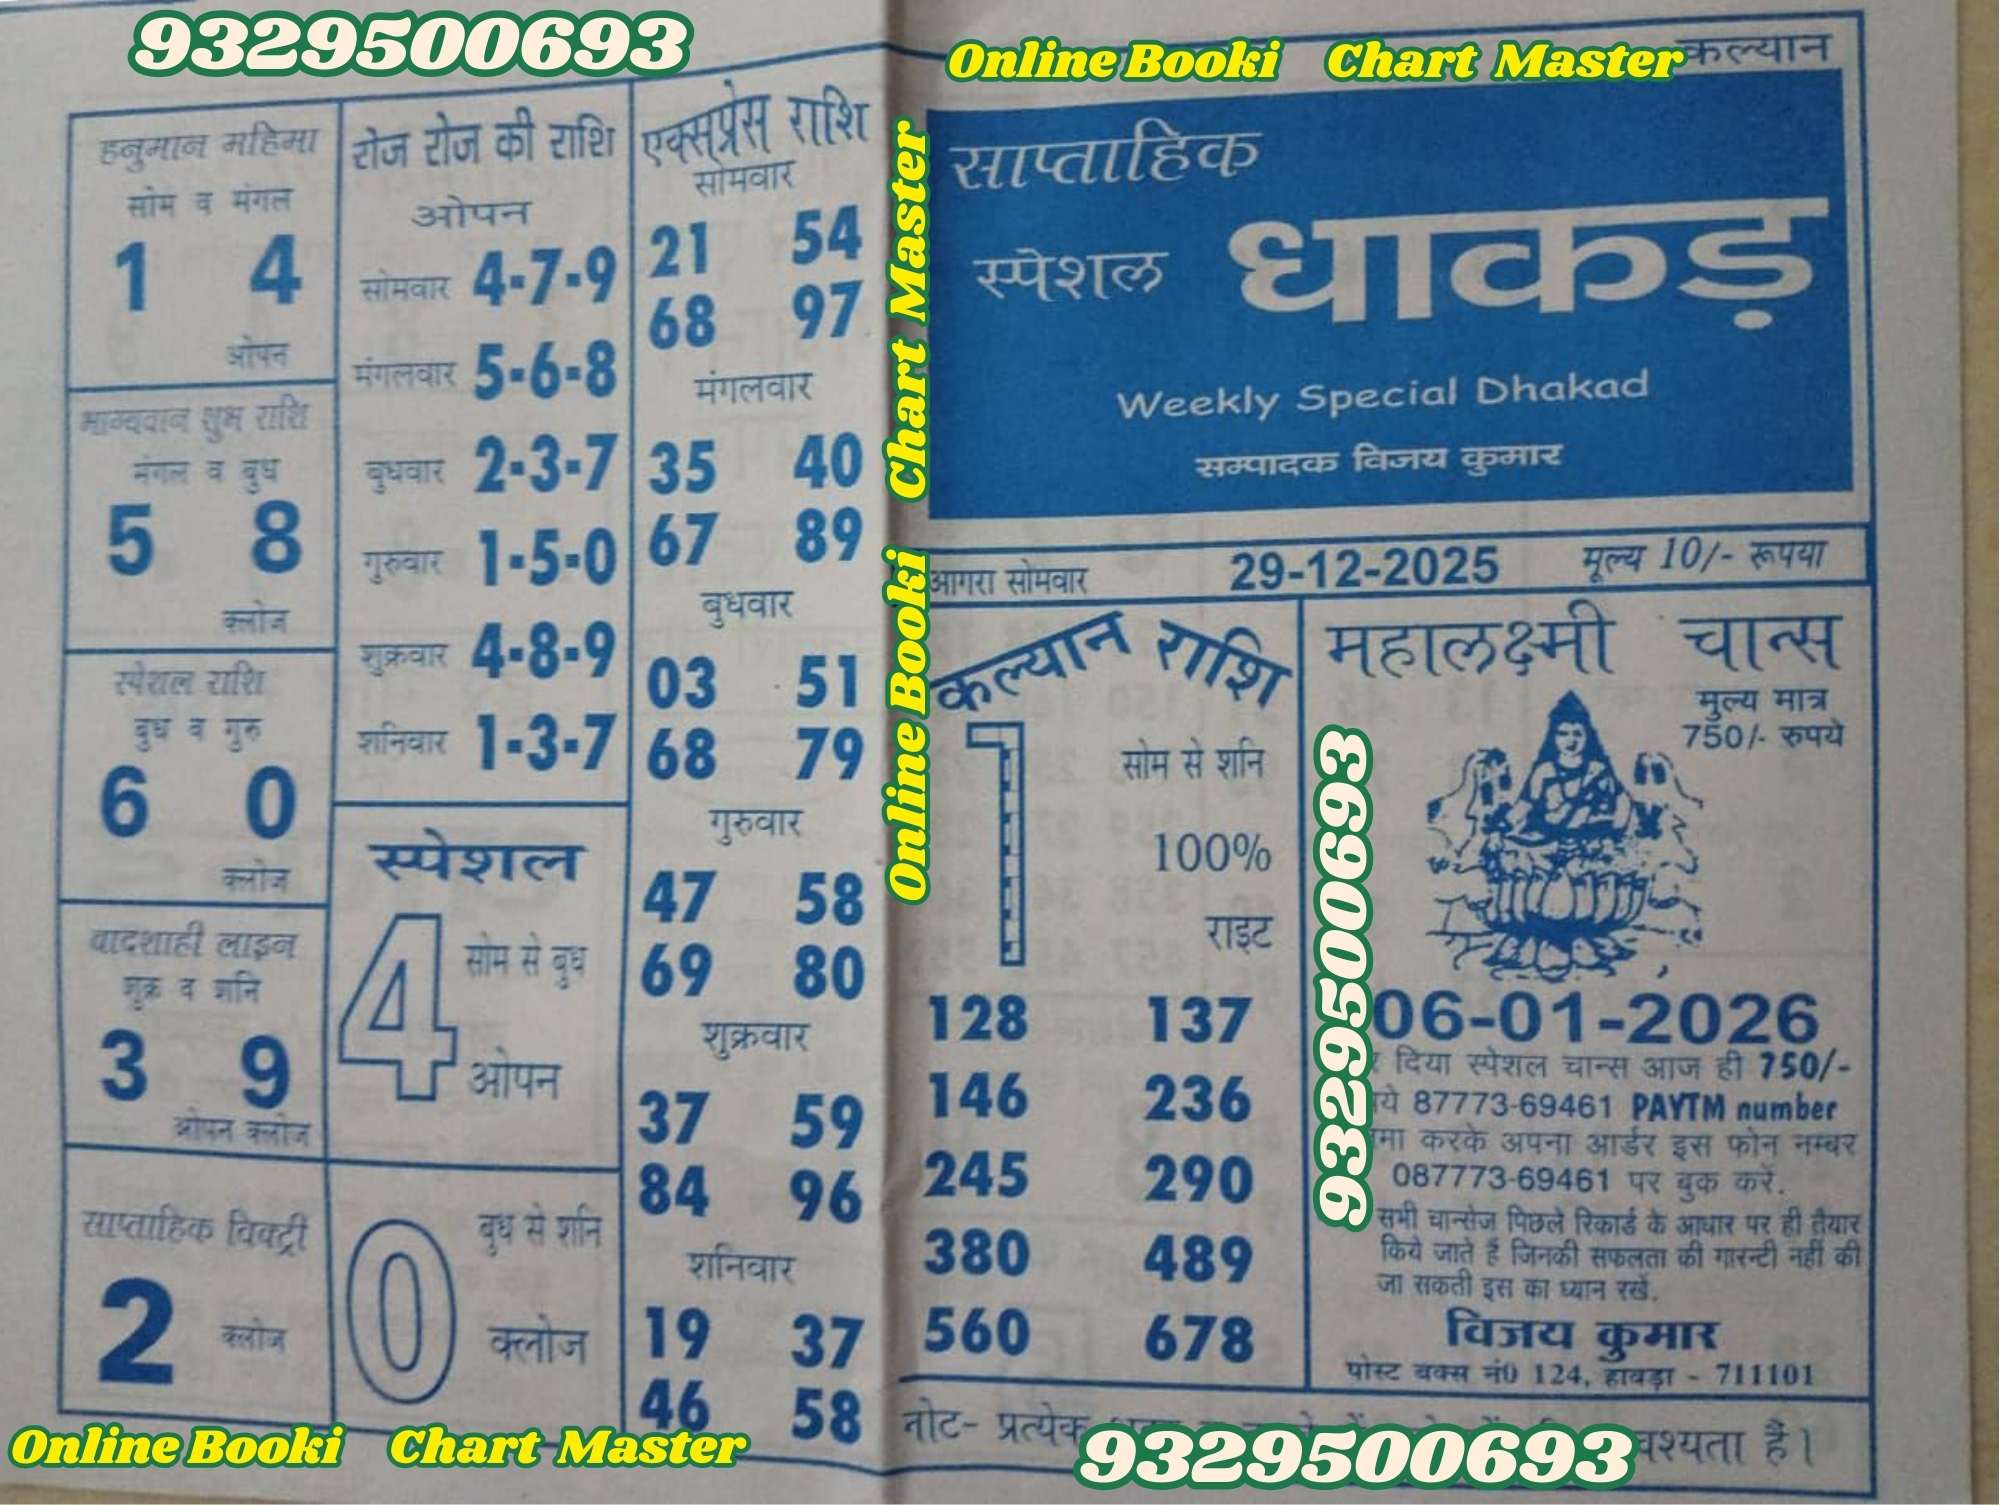 9329500693
Online Booki Chart Master
कल्यान
हनुमान महिमा
सोम व मंगल
1 4
ओपन
भाग्यवान शुभ राशि
मंगल व बुध
5 8
क्लोज
स्पेशल राशि
बुध व गुरु
6 0
क्लोज
बादशाही लाइन
शुक्र व शनि
3 9
ओपन क्लोज
साप्ताहिक विक्ट्री
2 क्लोज
रोज रोज की राशि
ओपन
सोमवार 4-7-9
मंगलवार 5-6-8
बुधवार 2-3-7
गुरुवार 1-5-0
शुक्रवार 4-8-9
शनिवार 1-3-7
स्पेशल
4 सोम से बुध
ओपन
0 बुध से शनि
क्लोज
एक्सप्रेस राशि
सोमवार
21 54
68 97
मंगलवार
35 40
67 89
बुधवार
03 51
68 79
गुरुवार
47 58
69 80
शुक्रवार
37 59
84 96
शनिवार
19 37
46 58
Online Booki Chart Master
साप्ताहिक
स्पेशल धाकड़
Weekly Special Dhakad
सम्पादक विजय कुमार
आगरा सोमवार 29-12-2025 मूल्य 10/- रूपया
कल्यान राशि
1 सोम से शनि
100%
राइट
128 137
146 236
245 290
380 489
560 678
महालक्ष्मी चान्स
मुल्य मात्र
750/- रुपये
9329500693
06-01-2026
दिया स्पेशल चान्स आज ही 750/-
87773-69461 PAYTM number
करके अपना आर्डर इस फोन नम्बर
087773-69461 पर बुक करें.
सभी चान्सेज पिछले रिकार्ड के आधार पर ही तैयार
किये जाते हैं जिनकी सफलता की गारन्टी नहीं की
जा सकती इस का ध्यान रखें.
विजय कुमार
पोस्ट बक्स नं0 124, हावड़ा - 711101
नोट- प्रत्येक
हैं।
Online Booki Chart Master
9329500693